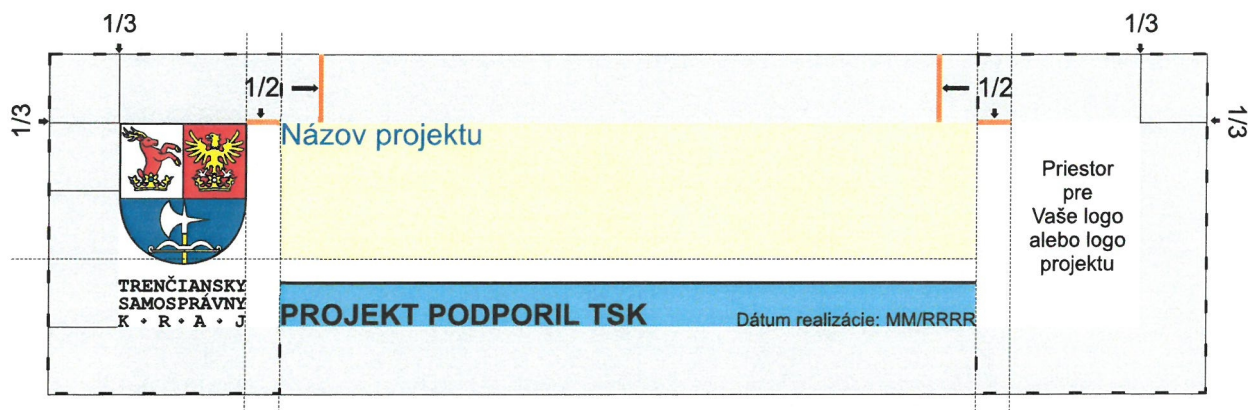 1/3
1/3
1/2
1/2
1/3
1/3
Názov projektu
Priestor
pre
Vaše logo
alebo logo
projektu
TRENČIANSKY
SAMOSPRÁVNY
K • R • A • J
PROJEKT PODPORIL TSK
Dátum realizácie: MM/RRRR